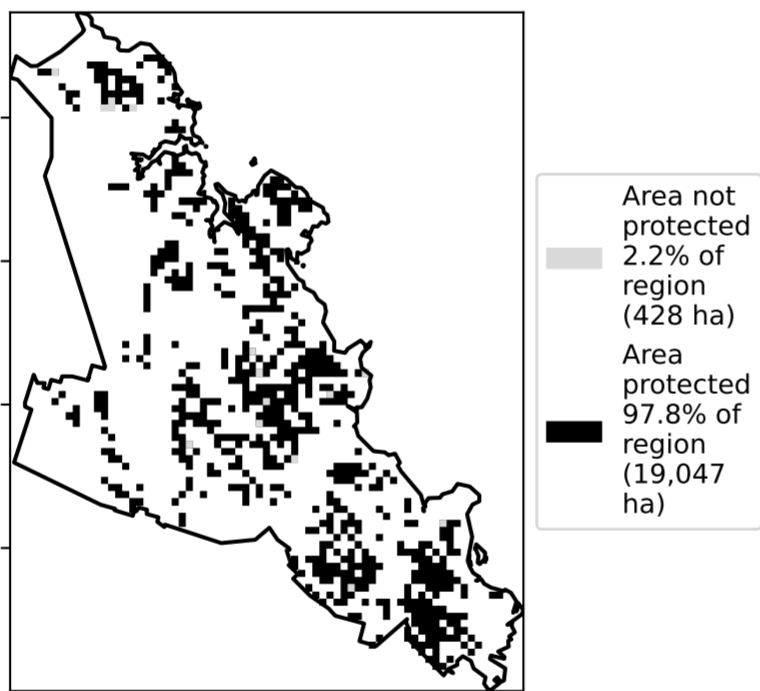 Area not
protected
2.2% of
region
(428 ha)
Area
protected
97.8% of
region
(19,047
ha)